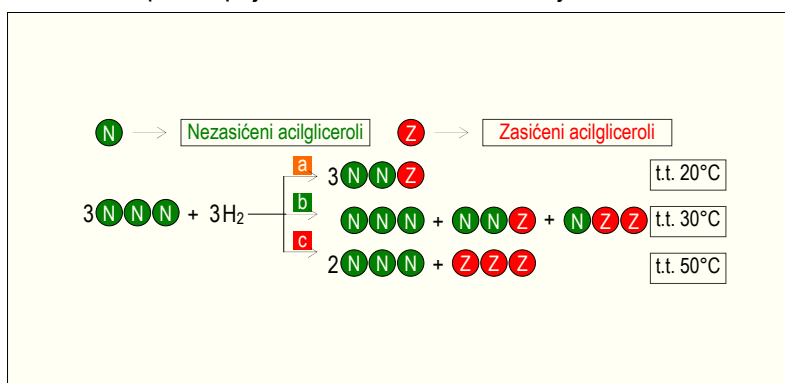 N → Nezasićeni acilgliceroli Z → Zasićeni acilgliceroli
a 3 N N Z t.t. 20°C
3 N N N + 3H₂ b N N N + N N Z + N Z Z t.t. 30°C
c 2 N N N + Z Z Z t.t. 50°C